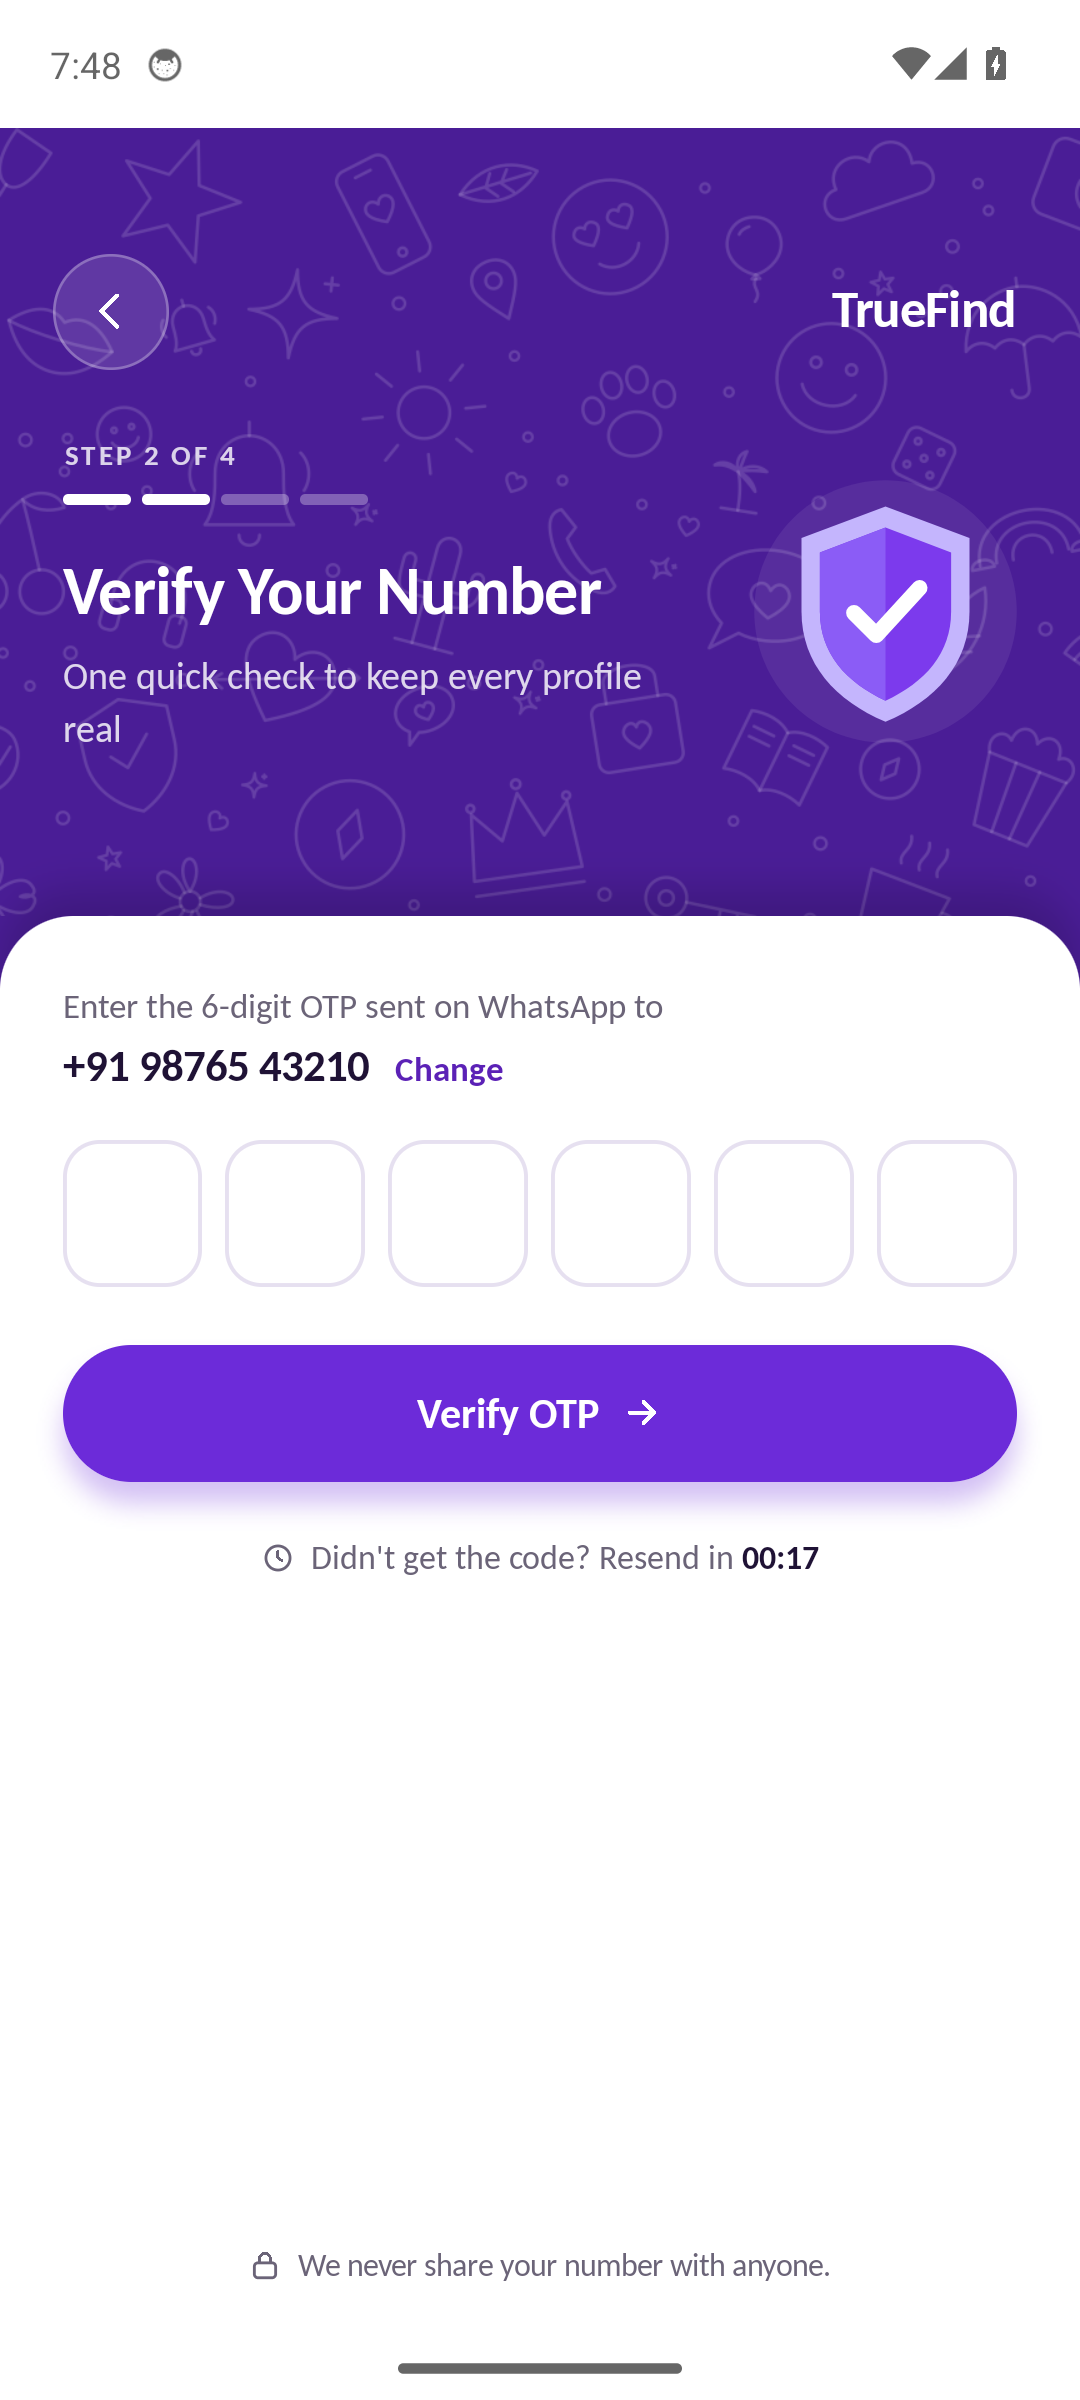 7:48
TrueFind
STEP 2 OF 4
Verify Your Number
One quick check to keep every profile
real
Enter the 6-digit OTP sent on WhatsApp to
+91 98765 43210 Change
Verify OTP
Didn't get the code? Resend in 00:17
We never share your number with anyone.